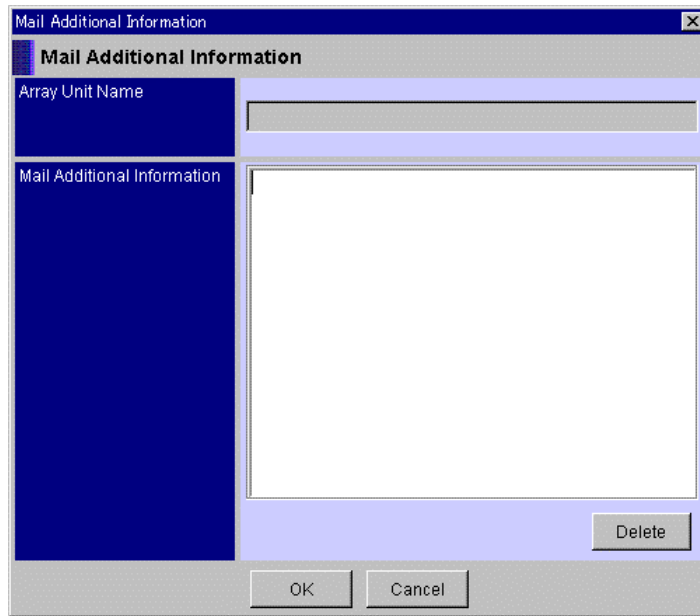 Mail Additional Information
Mail Additional Information
Array Unit Name
Mail Additional Information
Delete
OK
Cancel